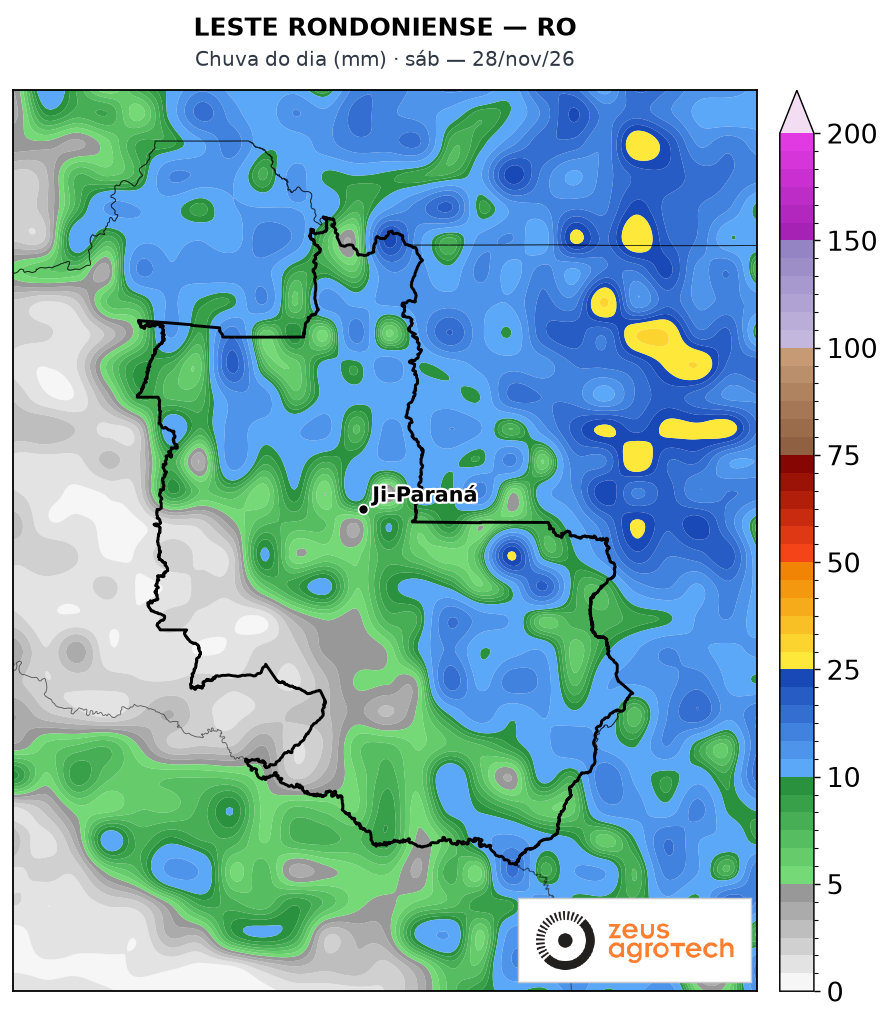 LESTE RONDONIENSE — RO
Chuva do dia (mm) · sáb — 28/nov/26
200
150
100
75
50
25
10
5
0
Ji-Paraná
zeus
agrotech